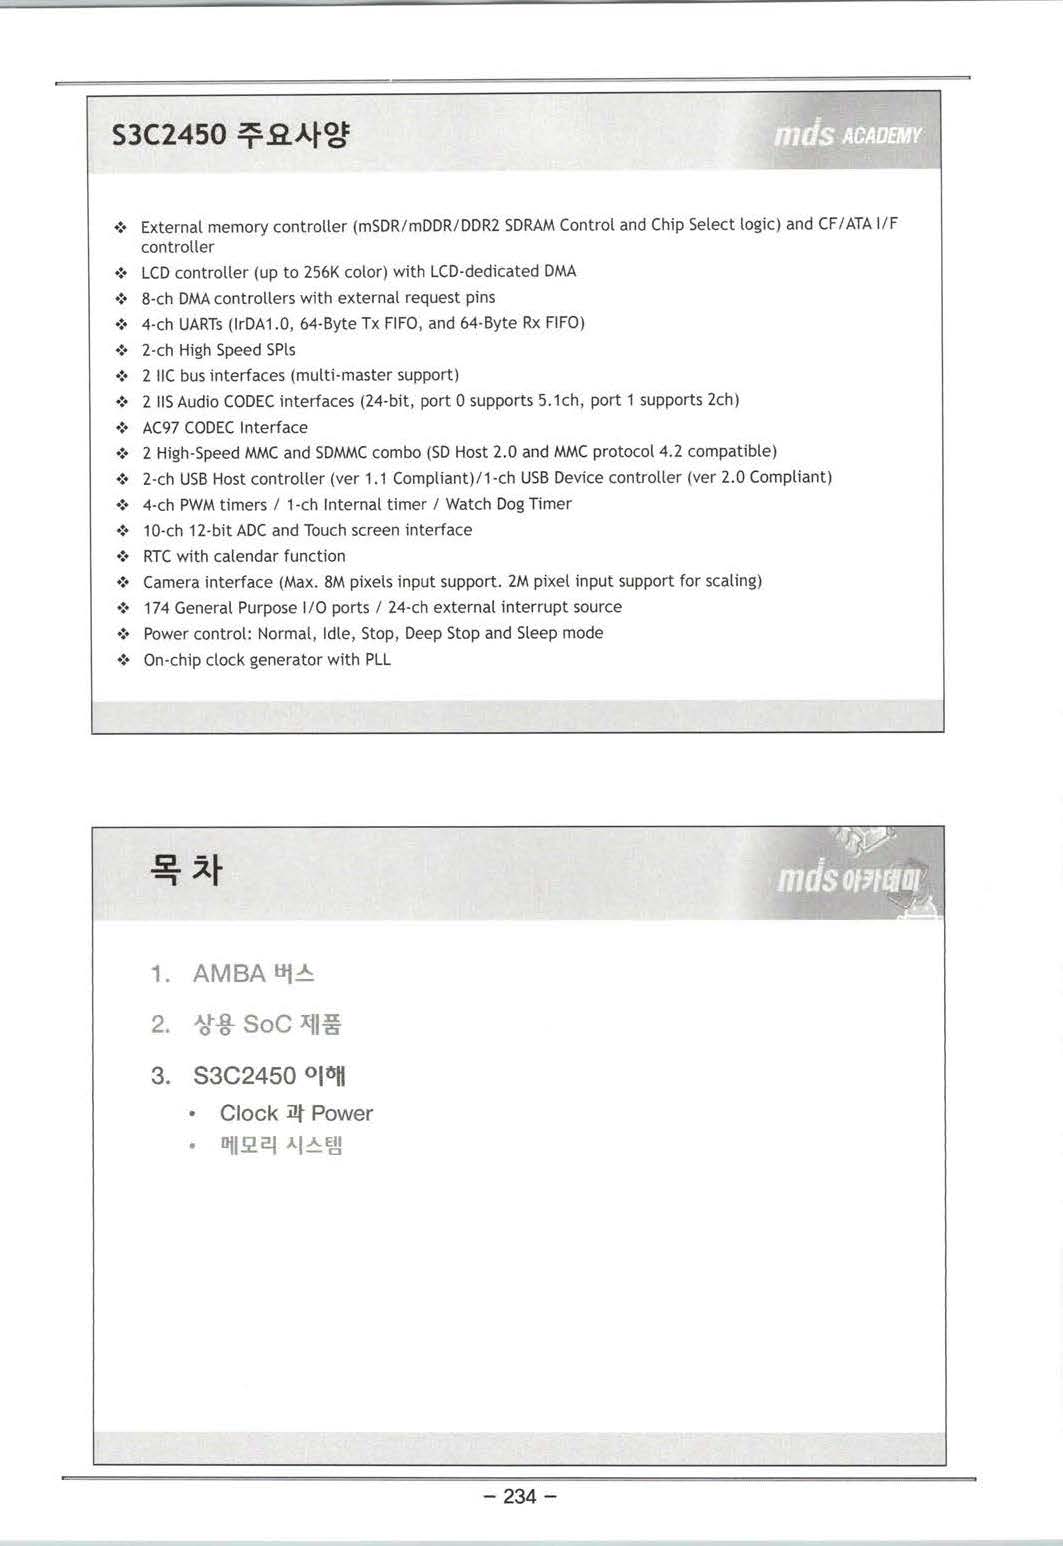 S3C2450 주요사양
mds ACADEMY
❖ External memory controller (mSDR/mDDR/DDR2 SDRAM Control and Chip Select logic) and CF/ATA I/F
controller
❖ LCD controller (up to 256K color) with LCD-dedicated DMA
❖ 8-ch DMA controllers with external request pins
❖ 4-ch UARTs (IrDA1.0, 64-Byte Tx FIFO, and 64-Byte Rx FIFO)
❖ 2-ch High Speed SPIs
❖ 2 IIC bus interfaces (multi-master support)
❖ 2 IIS Audio CODEC interfaces (24-bit, port 0 supports 5.1ch, port 1 supports 2ch)
❖ AC97 CODEC Interface
❖ 2 High-Speed MMC and SDMMC combo (SD Host 2.0 and MMC protocol 4.2 compatible)
❖ 2-ch USB Host controller (ver 1.1 Compliant)/1-ch USB Device controller (ver 2.0 Compliant)
❖ 4-ch PWM timers / 1-ch Internal timer / Watch Dog Timer
❖ 10-ch 12-bit ADC and Touch screen interface
❖ RTC with calendar function
❖ Camera interface (Max. 8M pixels input support. 2M pixel input support for scaling)
❖ 174 General Purpose I/O ports / 24-ch external interrupt source
❖ Power control: Normal, Idle, Stop, Deep Stop and Sleep mode
❖ On-chip clock generator with PLL
목 차
mds 아카데미
1. AMBA 버스
2. 상용 SoC 제품
3. S3C2450 이해
• Clock 과 Power
• 메모리 시스템
- 234 -